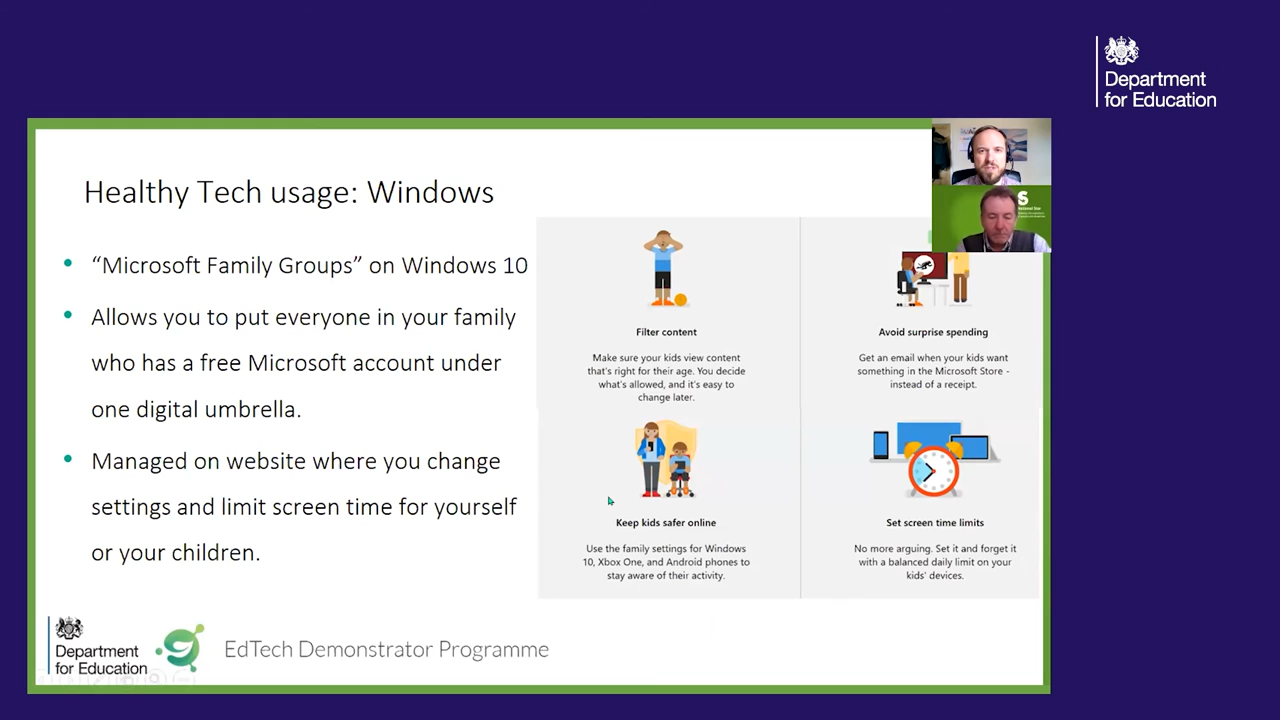 Department
for Education
Healthy Tech usage: Windows
• “Microsoft Family Groups” on Windows 10
• Allows you to put everyone in your family
who has a free Microsoft account under
one digital umbrella.
• Managed on website where you change
settings and limit screen time for yourself
or your children.
Filter content
Make sure your kids view content
that's right for their age. You decide
what's allowed, and it's easy to
change later.
Avoid surprise spending
Get an email when your kids want
something in the Microsoft Store -
instead of a receipt.
Keep kids safer online
Use the family settings for Windows
10, Xbox One, and Android phones to
stay aware of their activity.
Set screen time limits
No more arguing. Set it and forget it
with a balanced daily limit on your
kids' devices.
Department
for Education
EdTech Demonstrator Programme